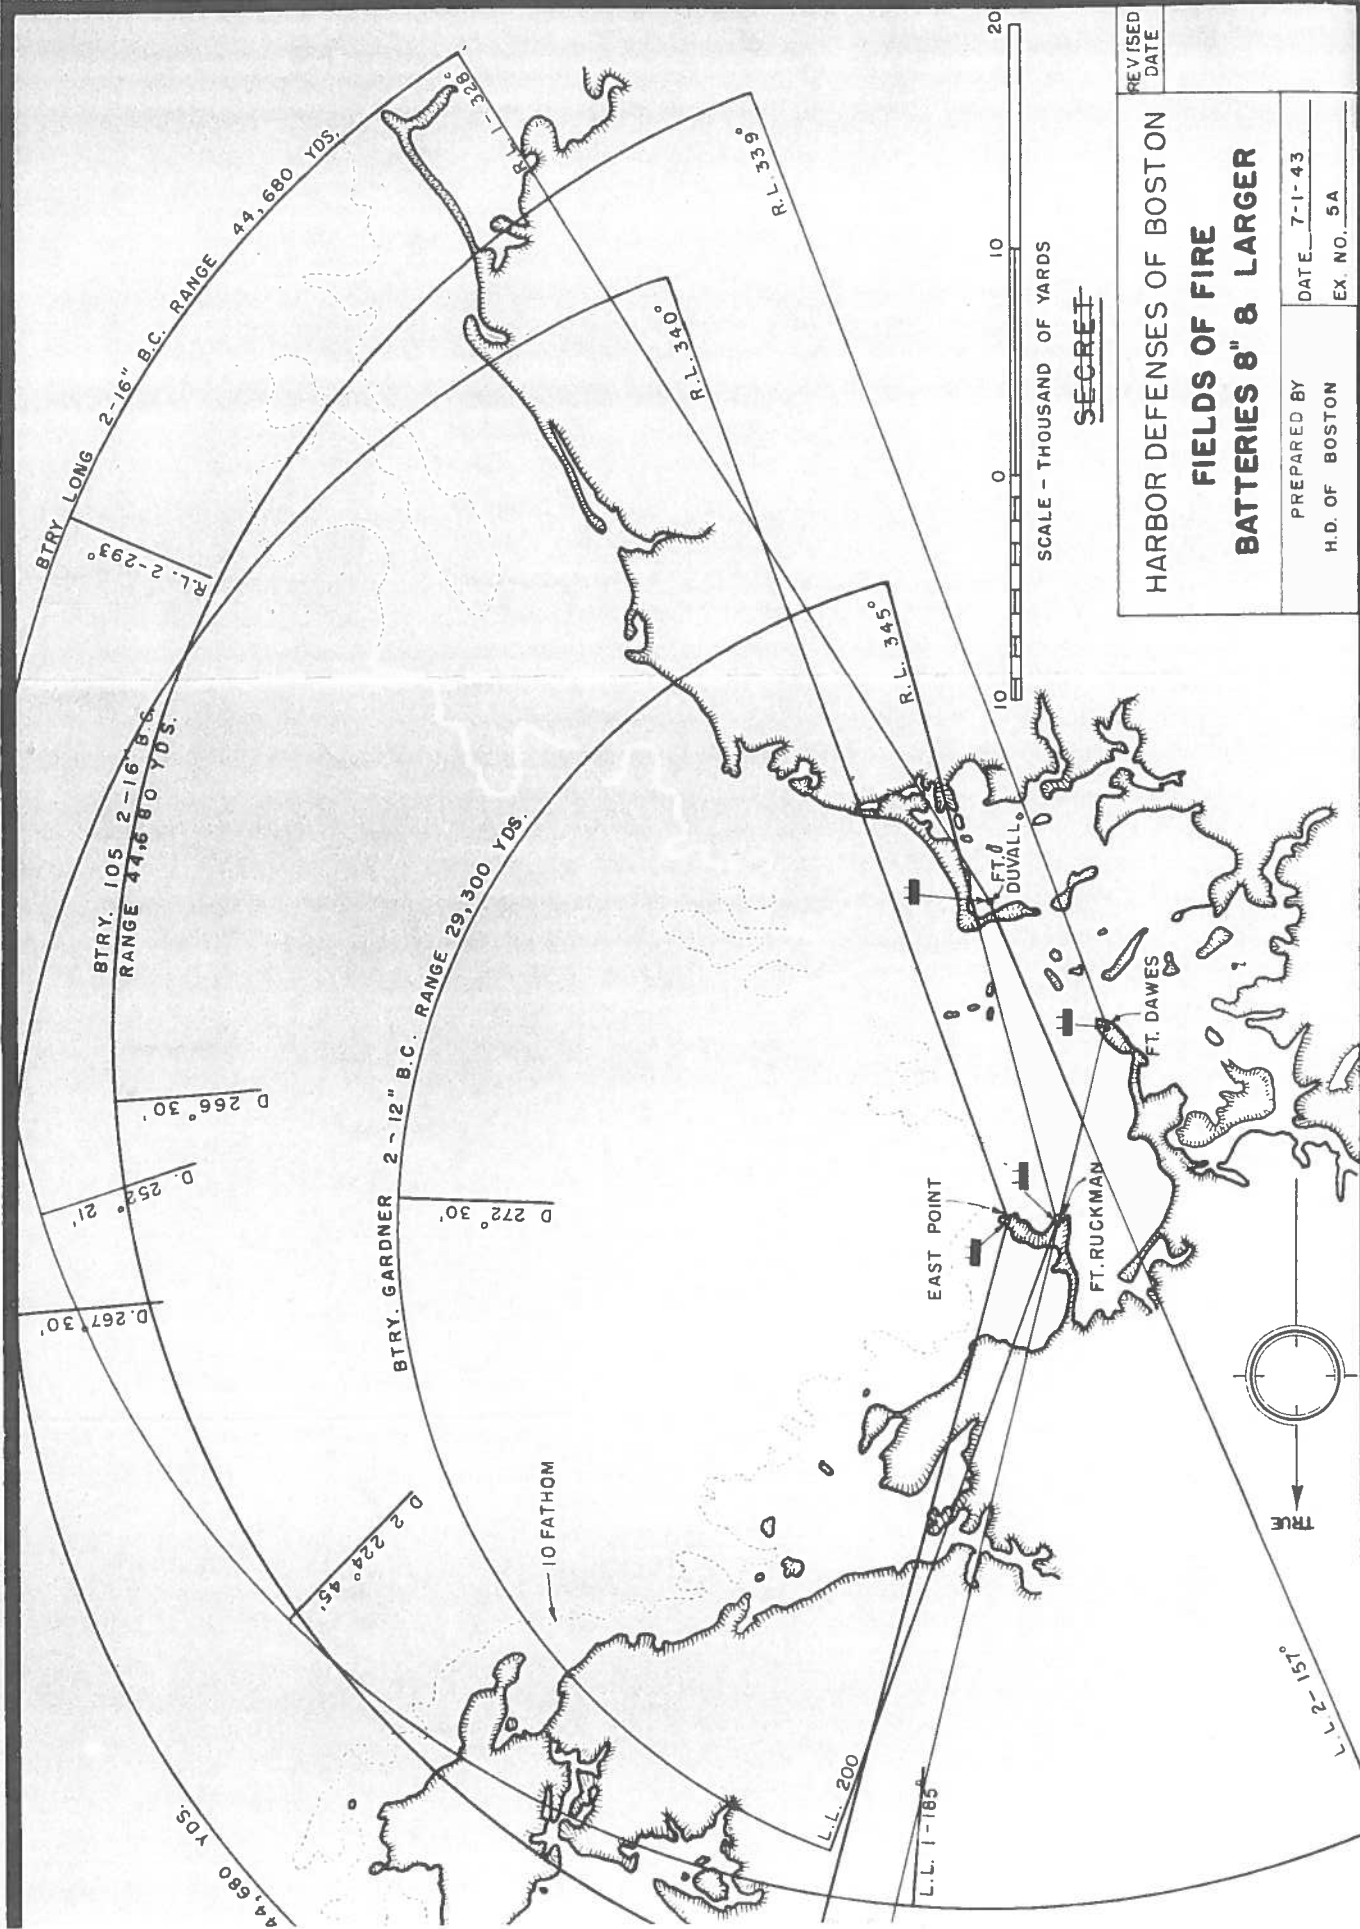 BTRY LONG 2-16" B.C. RANGE 44,680 YDS.
R.L. 1-328°
R.L. 2-293°
R.L. 339°
R.L. 340°
R.L. 345°
BTRY. 105 2-16" B.C.
RANGE 44,680 YDS.
BTRY. GARDNER 2-12" B.C. RANGE 29,300 YDS.
D 266° 30'
D. 252° 21'
D. 267° 30'
D 272° 30'
D 2 224° 45'
10 FATHOM
44,680 YDS.
FT. DUVALL
FT. DAWES
EAST POINT
FT. RUCKMAN
L.L. 200
L.L. 1-185°
L.L. 2-157°
TRUE
10 0 10 20
SCALE - THOUSAND OF YARDS
SECRET
REVISED
DATE
HARBOR DEFENSES OF BOSTON
FIELDS OF FIRE
BATTERIES 8" & LARGER
PREPARED BY
H.D. OF BOSTON
DATE 7-1-43
EX. NO. 5A